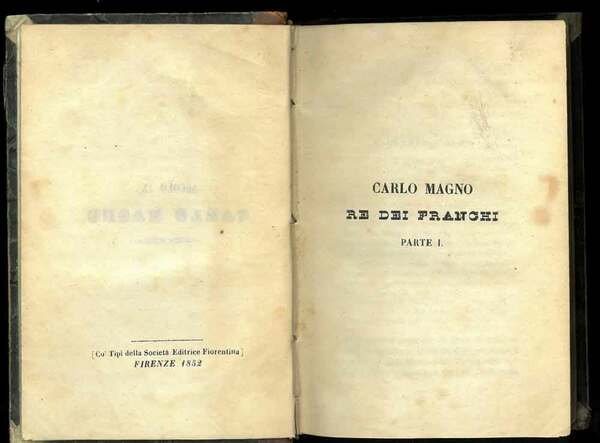 [Co' Tipi della Società Editrice Fiorentina]
FIRENZE 1852
CARLO MAGNO
RE DEI FRANCHI
PARTE I.